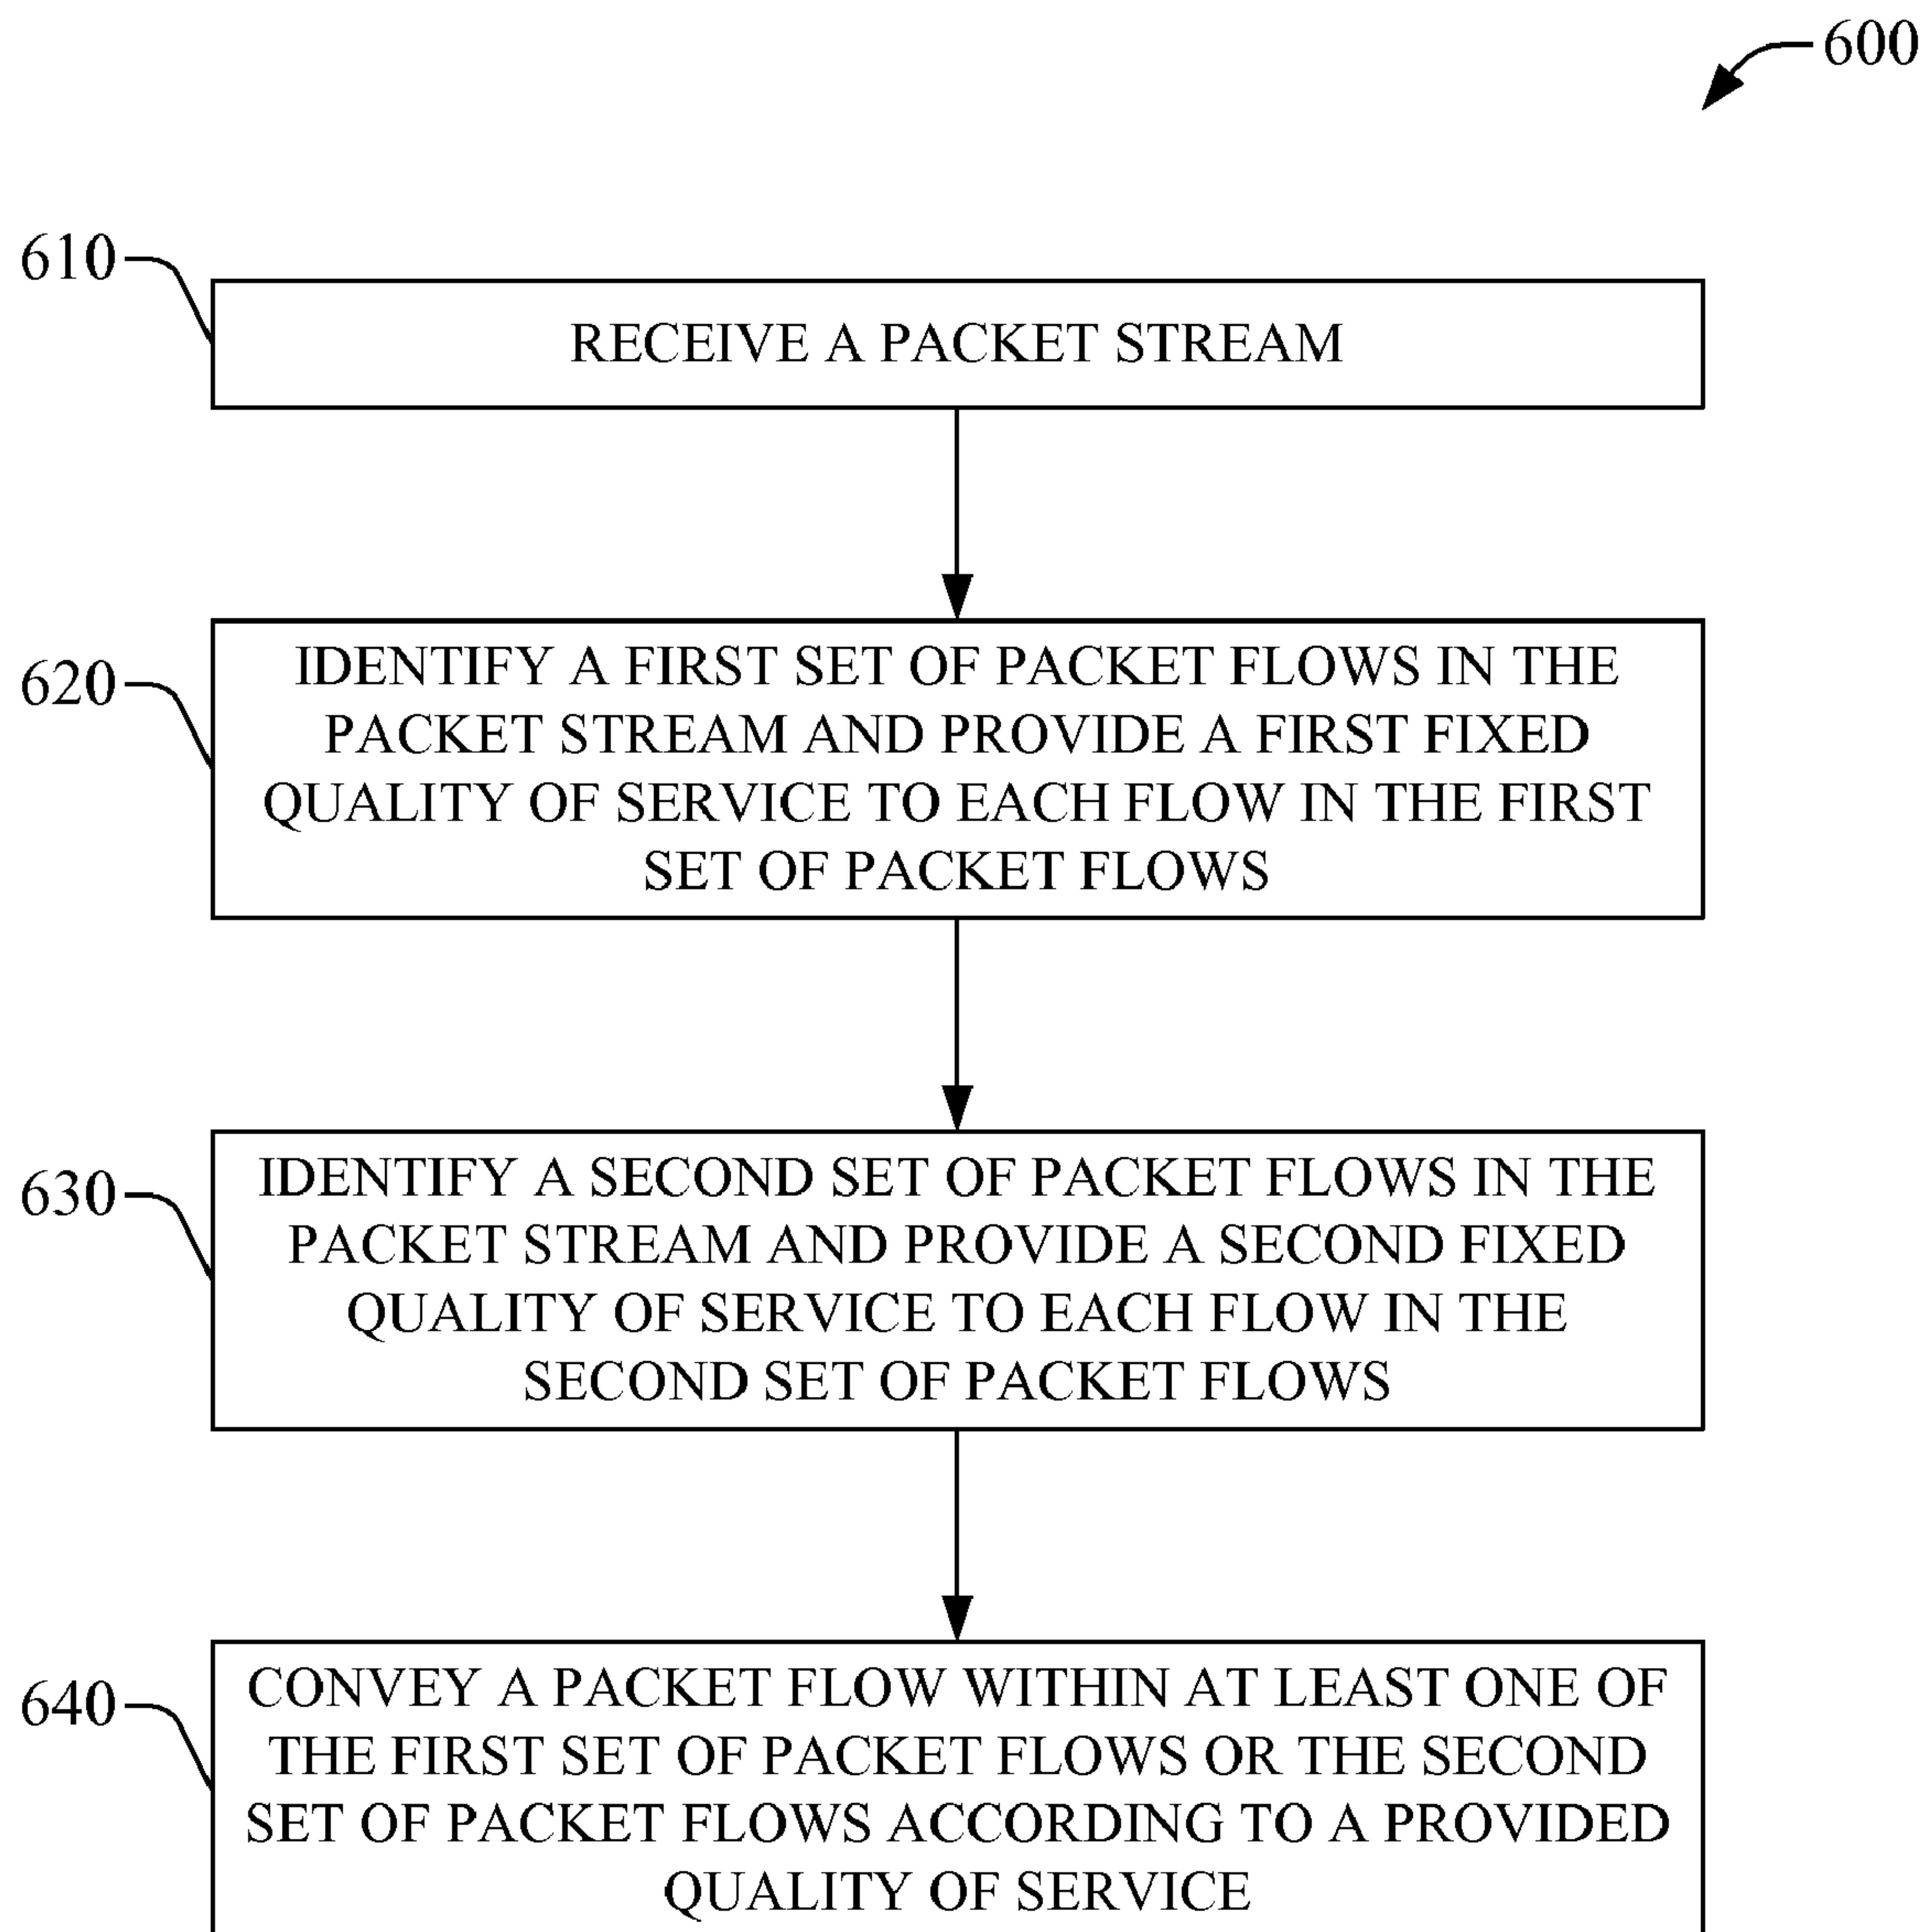 600
610
RECEIVE A PACKET STREAM
620
IDENTIFY A FIRST SET OF PACKET FLOWS IN THE
PACKET STREAM AND PROVIDE A FIRST FIXED
QUALITY OF SERVICE TO EACH FLOW IN THE FIRST
SET OF PACKET FLOWS
630
IDENTIFY A SECOND SET OF PACKET FLOWS IN THE
PACKET STREAM AND PROVIDE A SECOND FIXED
QUALITY OF SERVICE TO EACH FLOW IN THE
SECOND SET OF PACKET FLOWS
640
CONVEY A PACKET FLOW WITHIN AT LEAST ONE OF
THE FIRST SET OF PACKET FLOWS OR THE SECOND
SET OF PACKET FLOWS ACCORDING TO A PROVIDED
QUALITY OF SERVICE